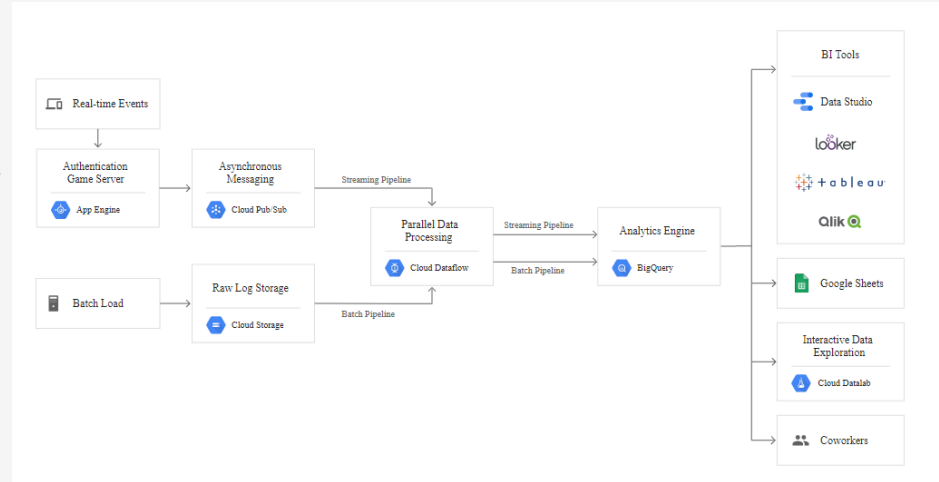 Real-time Events
Authentication
Game Server
App Engine
Asynchronous
Messaging
Cloud Pub/Sub
Streaming Pipeline
Batch Load
Raw Log Storage
Cloud Storage
Batch Pipeline
Parallel Data
Processing
Cloud Dataflow
Streaming Pipeline
Batch Pipeline
Analytics Engine
BigQuery
BI Tools
Data Studio
looker
+ableau
Qlik
Google Sheets
Interactive Data
Exploration
Cloud Datalab
Coworkers